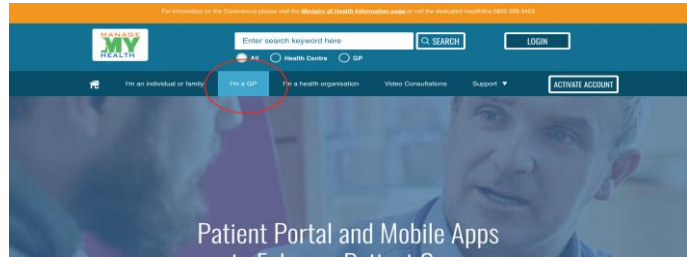 For information on the Coronavirus please visit the Ministry of Health Information page or call the dedicated Healthline 0800 358 5453
MANAGE
MY
HEALTH
Enter search keyword here
SEARCH
LOGIN
All Health Centre GP
I'm an individual or family I'm a GP I'm a health organisation Video Consultations Support ▼ ACTIVATE ACCOUNT
Patient Portal and Mobile Apps